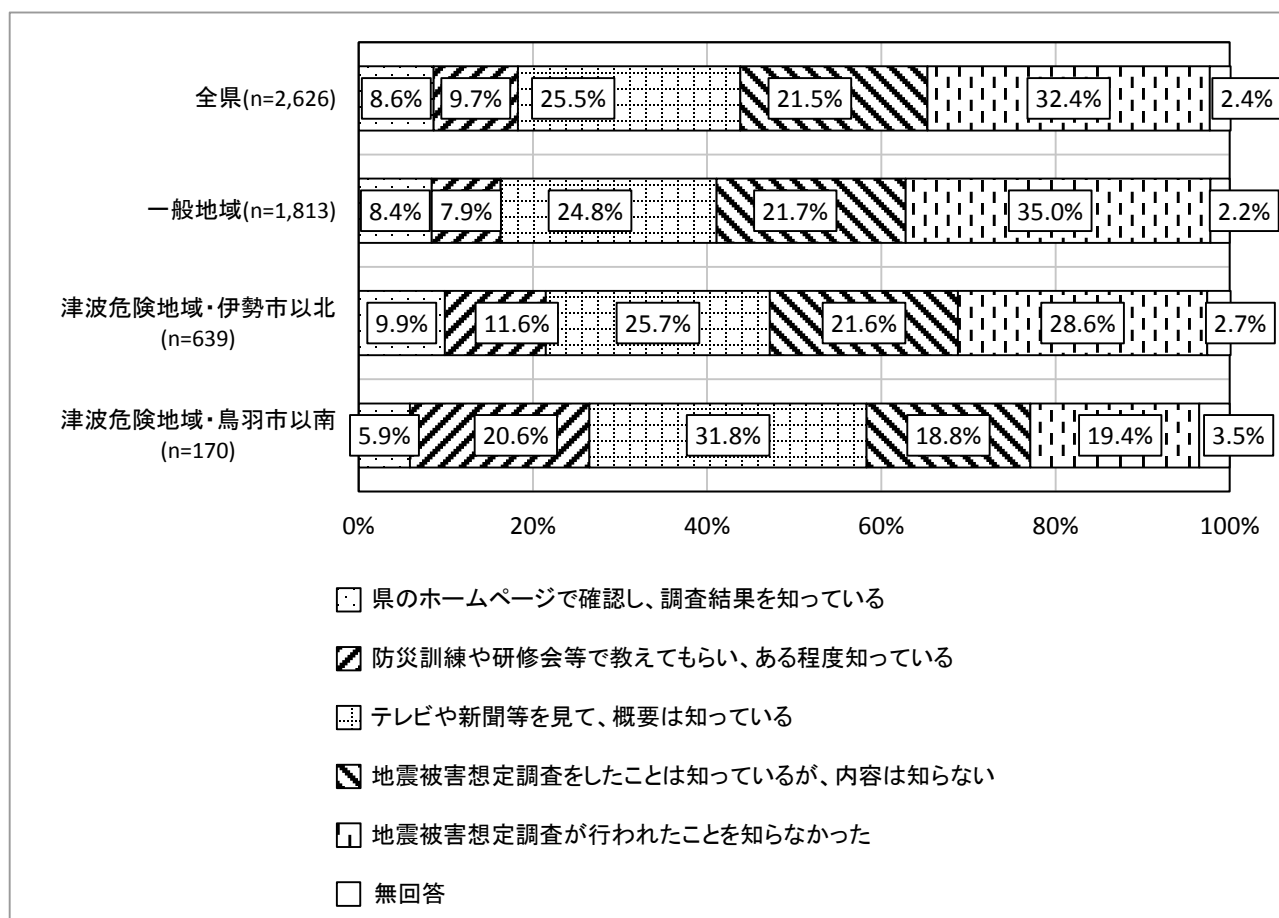 全県(n=2,626)
8.6% 9.7% 25.5% 21.5% 32.4% 2.4%
一般地域(n=1,813)
8.4% 7.9% 24.8% 21.7% 35.0% 2.2%
津波危険地域・伊勢市以北
(n=639)
9.9% 11.6% 25.7% 21.6% 28.6% 2.7%
津波危険地域・鳥羽市以南
(n=170)
5.9% 20.6% 31.8% 18.8% 19.4% 3.5%
0% 20% 40% 60% 80% 100%
県のホームページで確認し、調査結果を知っている
防災訓練や研修会等で教えてもらい、ある程度知っている
テレビや新聞等を見て、概要は知っている
地震被害想定調査をしたことは知っているが、内容は知らない
地震被害想定調査が行われたことを知らなかった
無回答